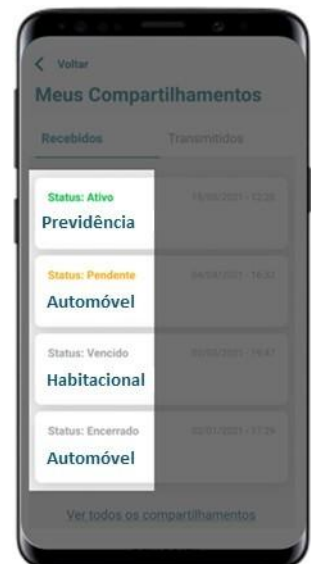 Voltar
Meus Compartilhamentos
Recebidos Transmitidos
Status: Ativo
Previdência
Status: Pendente
Automóvel
Status: Vencido
Habitacional
Status: Encerrado
Automóvel
Ver todos os compartilhamentos